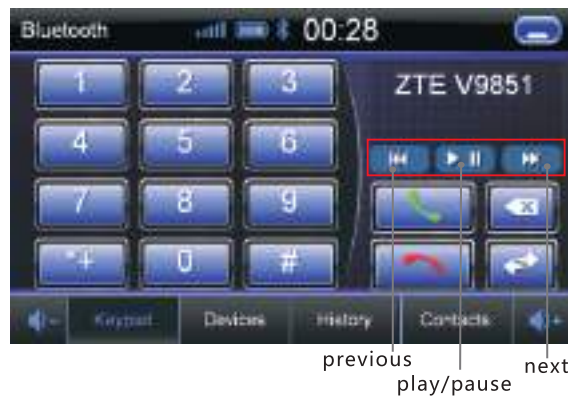 Bluetooth 00:28
ZTE V9851
1 2 3
4 5 6
7 8 9
*+ 0 #
Keypad Devices History Contacts
previous
play/pause
next